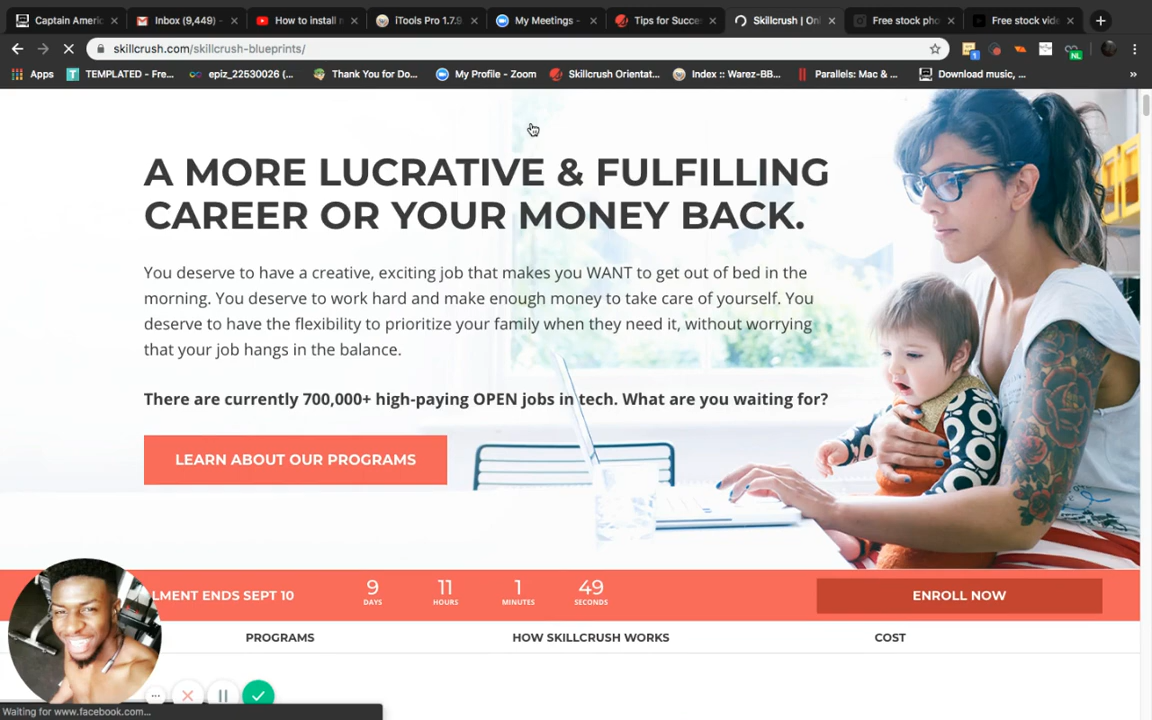 Captain Ameri
Inbox (9,449) -
How to install
iTools Pro 1.7.9
My Meetings -
Tips for Succe
Skillcrush | Onl
Free stock pho
Free stock vid
skillcrush.com/skillcrush-blueprints/
1
NL
Apps
TEMPLATED - Fre...
epiz_22530026 (...
Thank You for Do...
My Profile - Zoom
Skillcrush Orientat...
Index :: Warez-BB...
Parallels: Mac & ...
Download music, ...
»
A MORE LUCRATIVE & FULFILLING
CAREER OR YOUR MONEY BACK.
You deserve to have a creative, exciting job that makes you WANT to get out of bed in the
morning. You deserve to work hard and make enough money to take care of yourself. You
deserve to have the flexibility to prioritize your family when they need it, without worrying
that your job hangs in the balance.
There are currently 700,000+ high-paying OPEN jobs in tech. What are you waiting for?
LEARN ABOUT OUR PROGRAMS
LMENT ENDS SEPT 10
9
DAYS
11
HOURS
1
MINUTES
49
SECONDS
ENROLL NOW
PROGRAMS
HOW SKILLCRUSH WORKS
COST
Waiting for www.facebook.com...